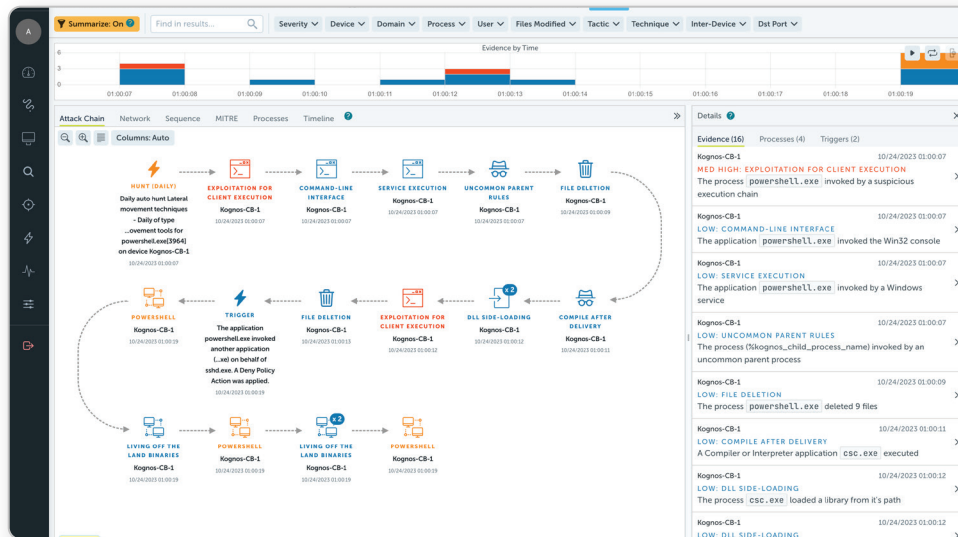 A
Summarize: On ?
Find in results...
Severity
Device
Domain
Process
User
Files Modified
Tactic
Technique
Inter-Device
Dst Port
Evidence by Time
6
3
0
01:00:07
01:00:08
01:00:09
01:00:10
01:00:11
01:00:12
01:00:13
01:00:14
01:00:15
01:00:16
01:00:17
01:00:18
01:00:19
Attack Chain
Network
Sequence
MITRE
Processes
Timeline ?
Columns: Auto
HUNT (DAILY)
Daily auto hunt Lateral
movement techniques
- Daily of type
...ovement tools for
powershell.exe[3964]
on device Kognos-CB-1
10/24/2023 01:00:07
EXPLOITATION FOR
CLIENT EXECUTION
Kognos-CB-1
10/24/2023 01:00:07
COMMAND-LINE
INTERFACE
Kognos-CB-1
10/24/2023 01:00:07
SERVICE EXECUTION
Kognos-CB-1
10/24/2023 01:00:07
UNCOMMON PARENT
RULES
Kognos-CB-1
10/24/2023 01:00:07
FILE DELETION
Kognos-CB-1
10/24/2023 01:00:09
POWERSHELL
Kognos-CB-1
10/24/2023 01:00:19
TRIGGER
The application
powershell.exe invoked
another application
(...xe) on behalf of
sshd.exe. A Deny Policy
Action was applied.
10/24/2023 01:00:19
FILE DELETION
Kognos-CB-1
10/24/2023 01:00:13
EXPLOITATION FOR
CLIENT EXECUTION
Kognos-CB-1
10/24/2023 01:00:12
x 2
DLL SIDE-LOADING
Kognos-CB-1
10/24/2023 01:00:12
COMPILE AFTER
DELIVERY
Kognos-CB-1
10/24/2023 01:00:11
LIVING OFF THE
LAND BINARIES
Kognos-CB-1
10/24/2023 01:00:19
POWERSHELL
Kognos-CB-1
10/24/2023 01:00:19
x 2
LIVING OFF THE
LAND BINARIES
Kognos-CB-1
10/24/2023 01:00:19
POWERSHELL
Kognos-CB-1
10/24/2023 01:00:19
Details ?
Evidence (16)
Processes (4)
Triggers (2)
Kognos-CB-1 10/24/2023 01:00:07
MED HIGH: EXPLOITATION FOR CLIENT EXECUTION
The process powershell.exe invoked by a suspicious
execution chain
Kognos-CB-1 10/24/2023 01:00:07
LOW: COMMAND-LINE INTERFACE
The application powershell.exe invoked the Win32 console
Kognos-CB-1 10/24/2023 01:00:07
LOW: SERVICE EXECUTION
The application powershell.exe invoked by a Windows
service
Kognos-CB-1 10/24/2023 01:00:07
LOW: UNCOMMON PARENT RULES
The process (%kognos_child_process_name) invoked by an
uncommon parent process
Kognos-CB-1 10/24/2023 01:00:09
LOW: FILE DELETION
The process powershell.exe deleted 9 files
Kognos-CB-1 10/24/2023 01:00:11
LOW: COMPILE AFTER DELIVERY
A Compiler or Interpreter application csc.exe executed
Kognos-CB-1 10/24/2023 01:00:12
LOW: DLL SIDE-LOADING
The process csc.exe loaded a library from it's path
Kognos-CB-1 10/24/2023 01:00:12
LOW: DLL SIDE-LOADING